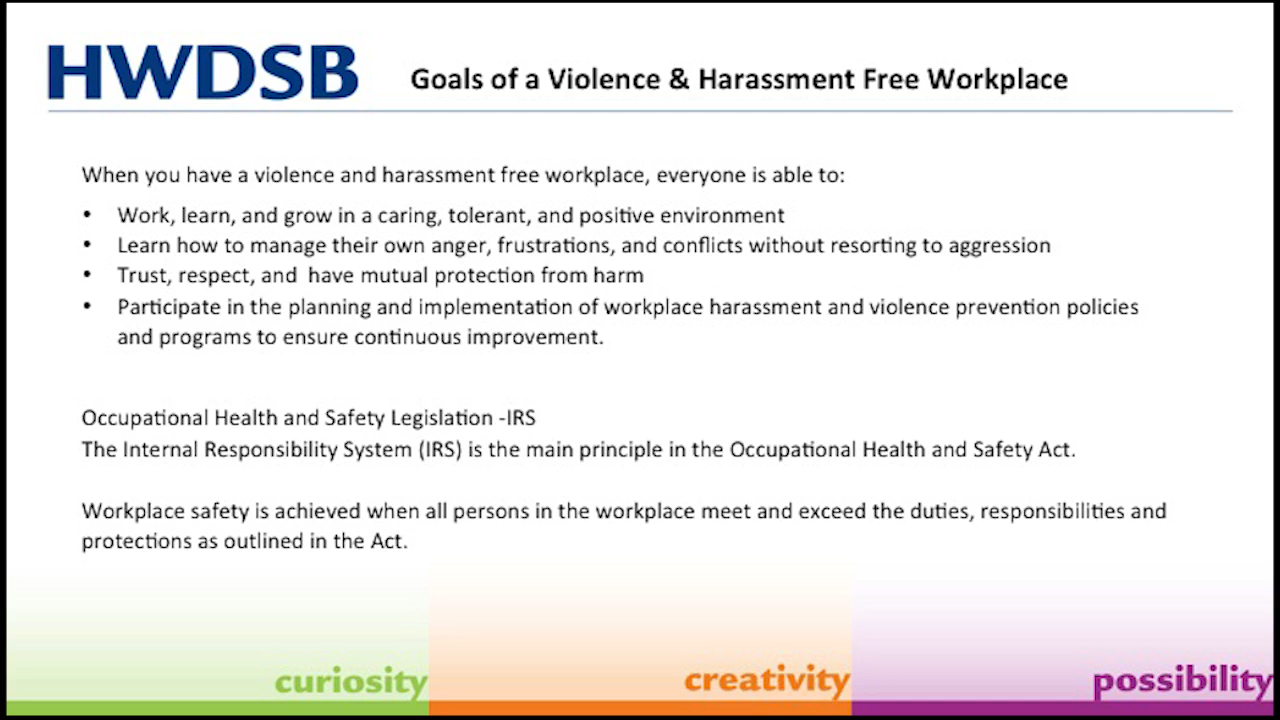 HWDSB Goals of a Violence & Harassment Free Workplace
When you have a violence and harassment free workplace, everyone is able to:
• Work, learn, and grow in a caring, tolerant, and positive environment
• Learn how to manage their own anger, frustrations, and conflicts without resorting to aggression
• Trust, respect, and have mutual protection from harm
• Participate in the planning and implementation of workplace harassment and violence prevention policies
and programs to ensure continuous improvement.
Occupational Health and Safety Legislation -IRS
The Internal Responsibility System (IRS) is the main principle in the Occupational Health and Safety Act.
Workplace safety is achieved when all persons in the workplace meet and exceed the duties, responsibilities and
protections as outlined in the Act.
curiosity creativity possibility